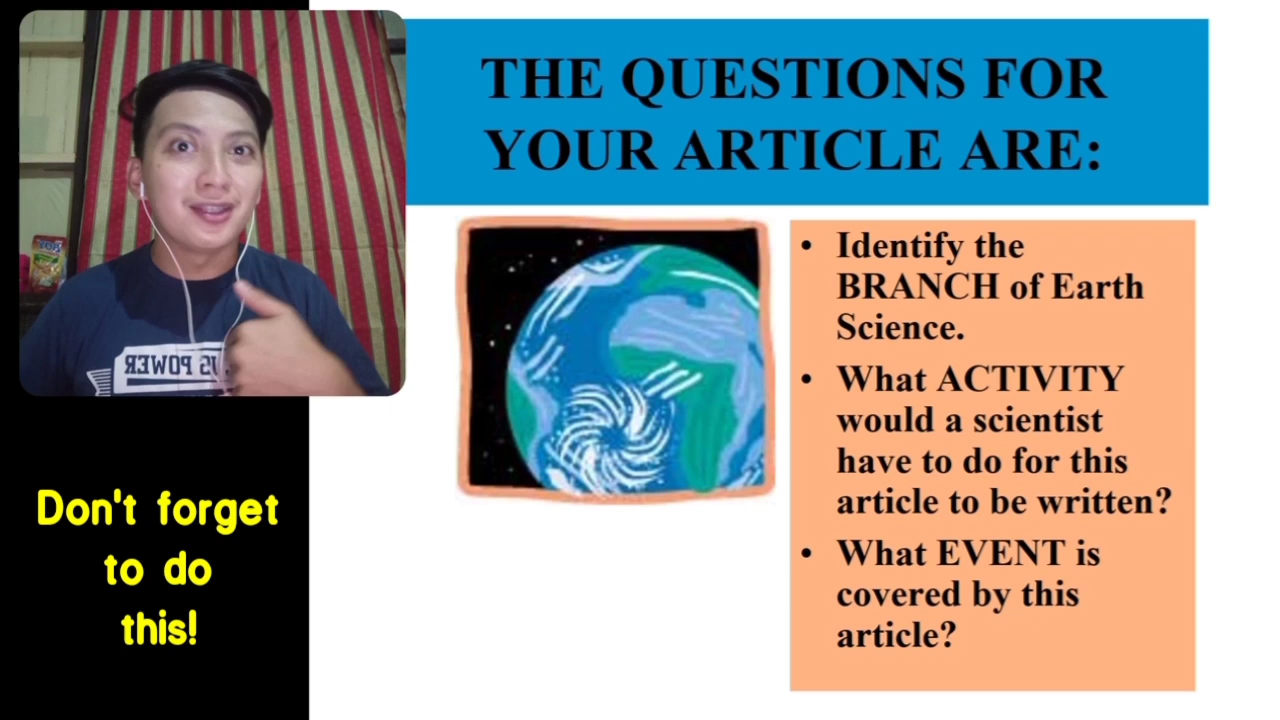 THE QUESTIONS FOR
YOUR ARTICLE ARE:
• Identify the
BRANCH of Earth
Science.
• What ACTIVITY
would a scientist
have to do for this
article to be written?
• What EVENT is
covered by this
article?
Don't forget
to do
this!
POWER